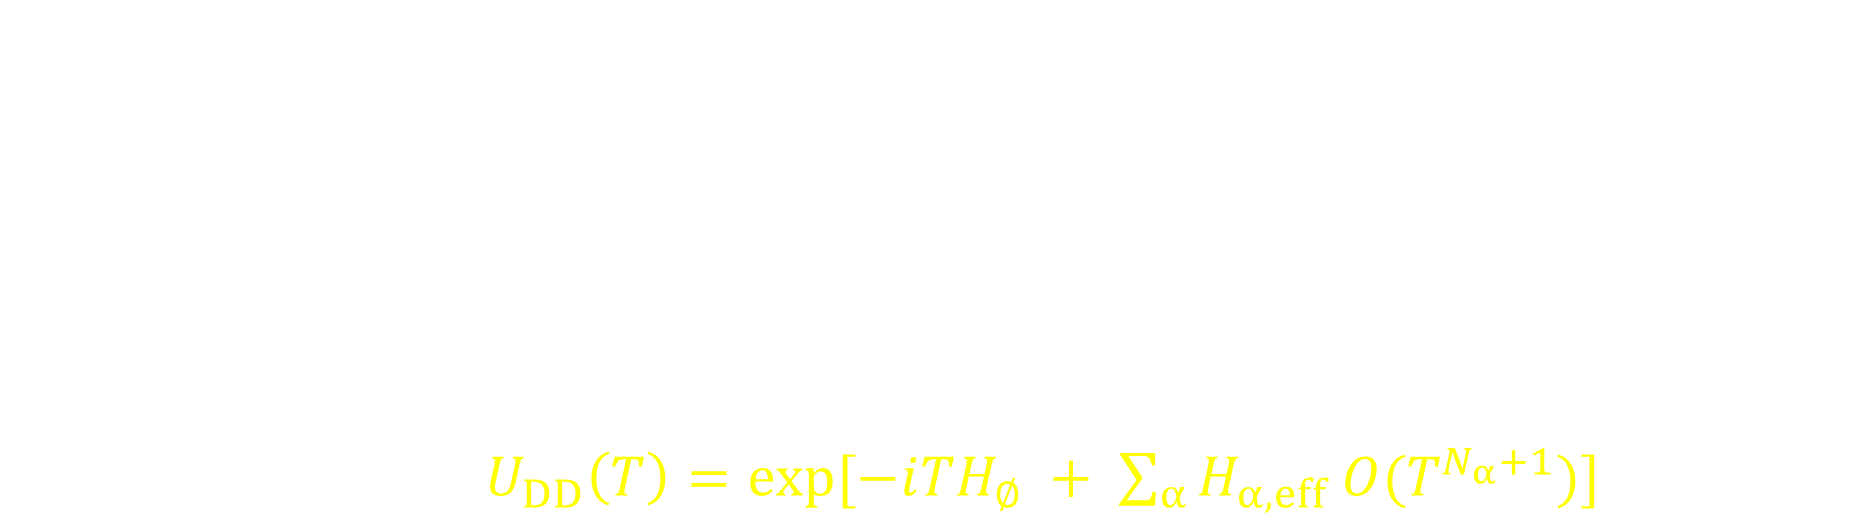 U_DD(T) = exp[−iTH_∅ + ∑_α H_α,eff O(T^{N_α+1})]